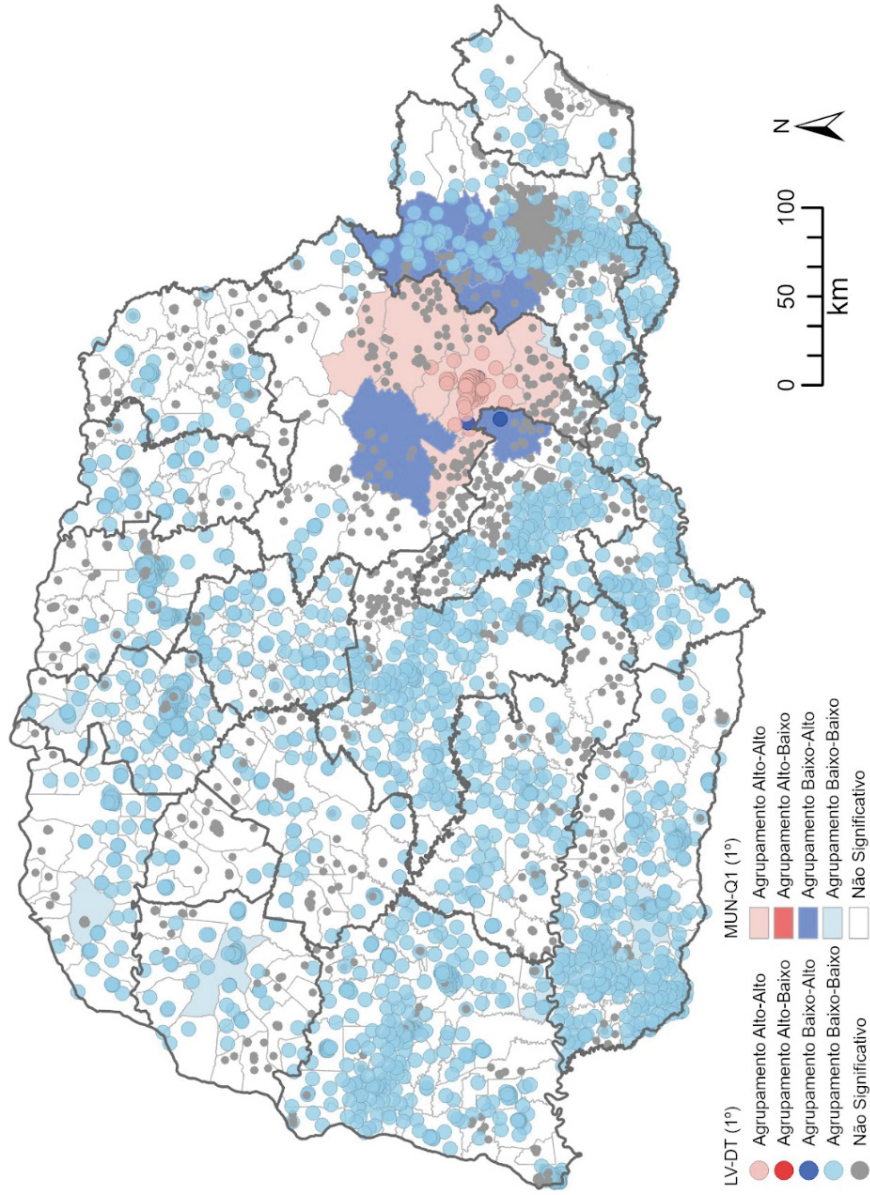 LV-DT (1º)
Agrupamento Alto-Alto
Agrupamento Alto-Baixo
Agrupamento Baixo-Alto
Agrupamento Baixo-Baixo
Não Significativo
MUN-Q1 (1º)
Agrupamento Alto-Alto
Agrupamento Alto-Baixo
Agrupamento Baixo-Alto
Agrupamento Baixo-Baixo
Não Significativo
0 50 100
km
N